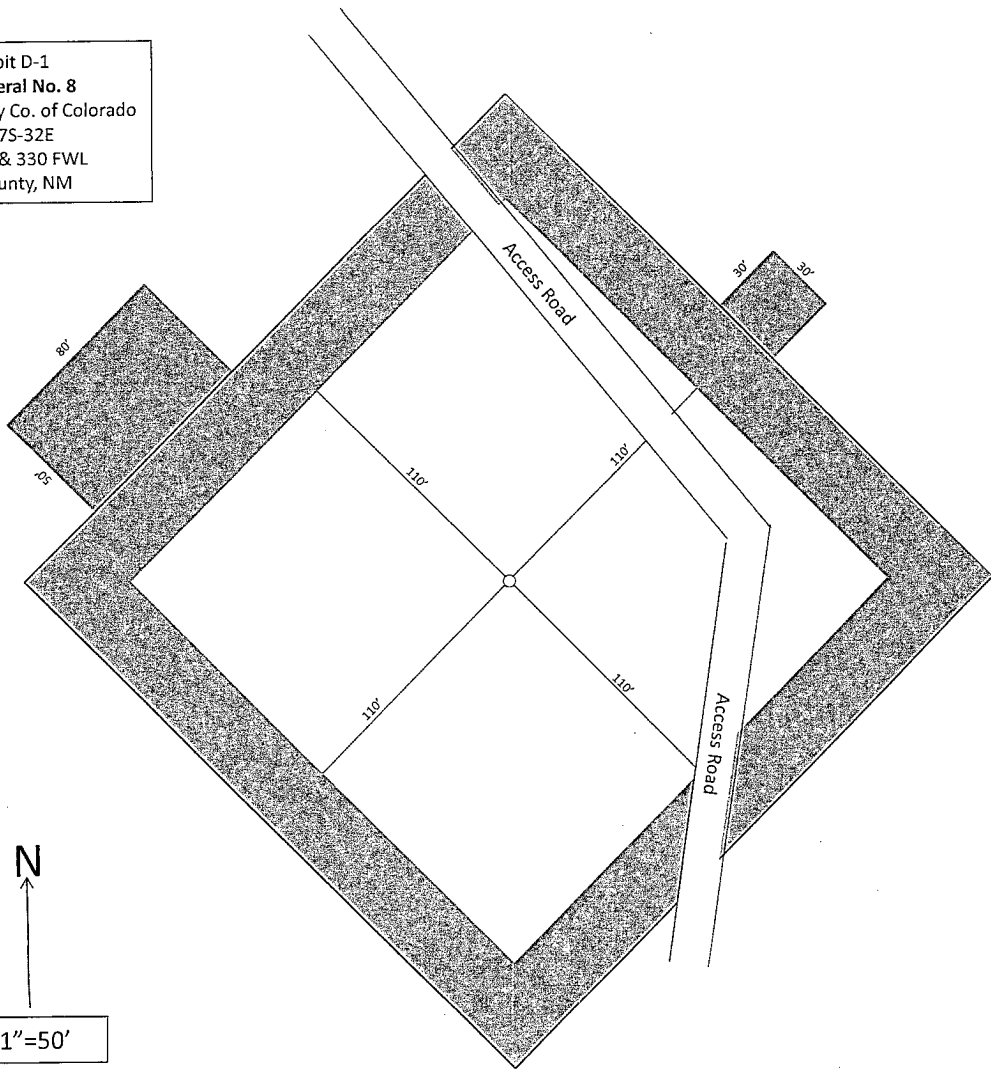 bit D-1
eral No. 8
y Co. of Colorado
7S-32E
& 330 FWL
unty, NM
Access Road
30'
30'
80'
50'
110'
110'
110'
110'
Access Road
N
1"=50'